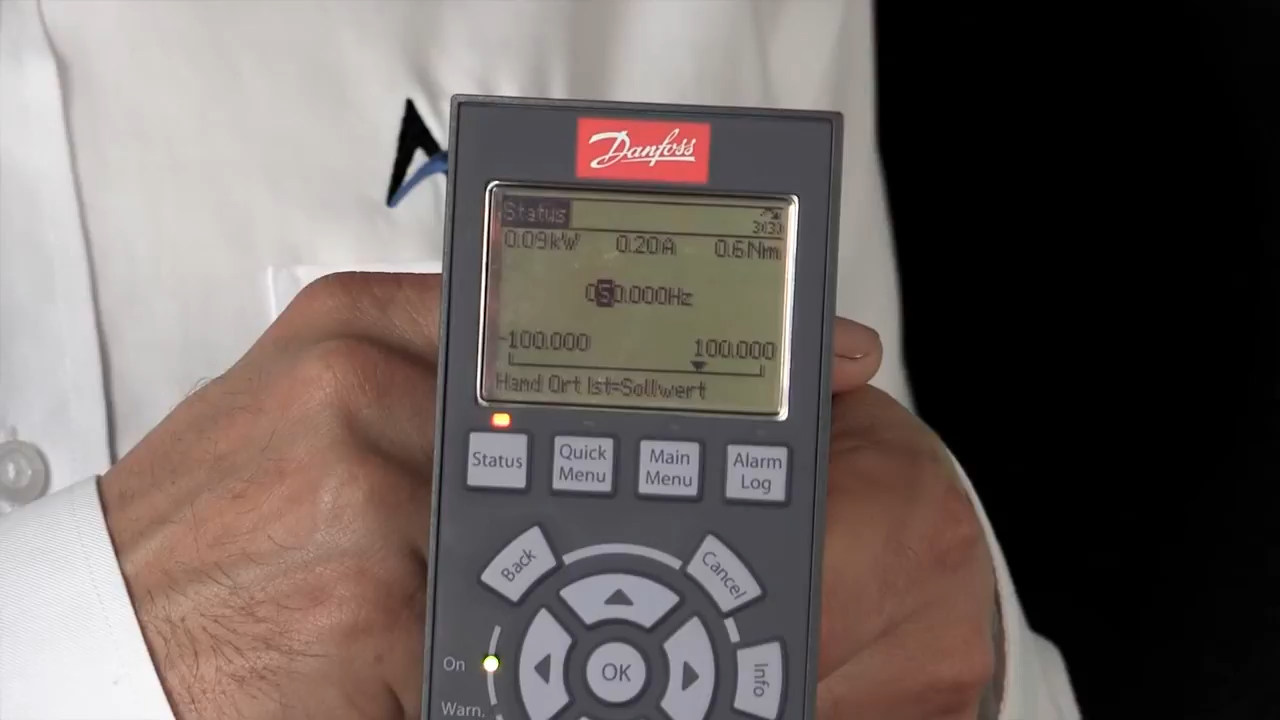 Danfoss
Status
3(3)
0.09kW 0.20A 0.6Nm
050.000Hz
-100.000 100.000
Hand Ort Ist=Sollwert
Status Quick Menu Main Menu Alarm Log
Back Cancel
On OK Info
Warn.